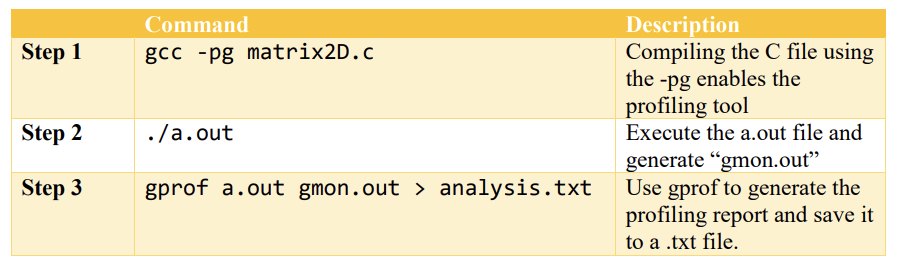 Command Description
Step 1 gcc -pg matrix2D.c Compiling the C file using
the -pg enables the
profiling tool
Step 2 ./a.out Execute the a.out file and
generate “gmon.out”
Step 3 gprof a.out gmon.out > analysis.txt Use gprof to generate the
profiling report and save it
to a .txt file.